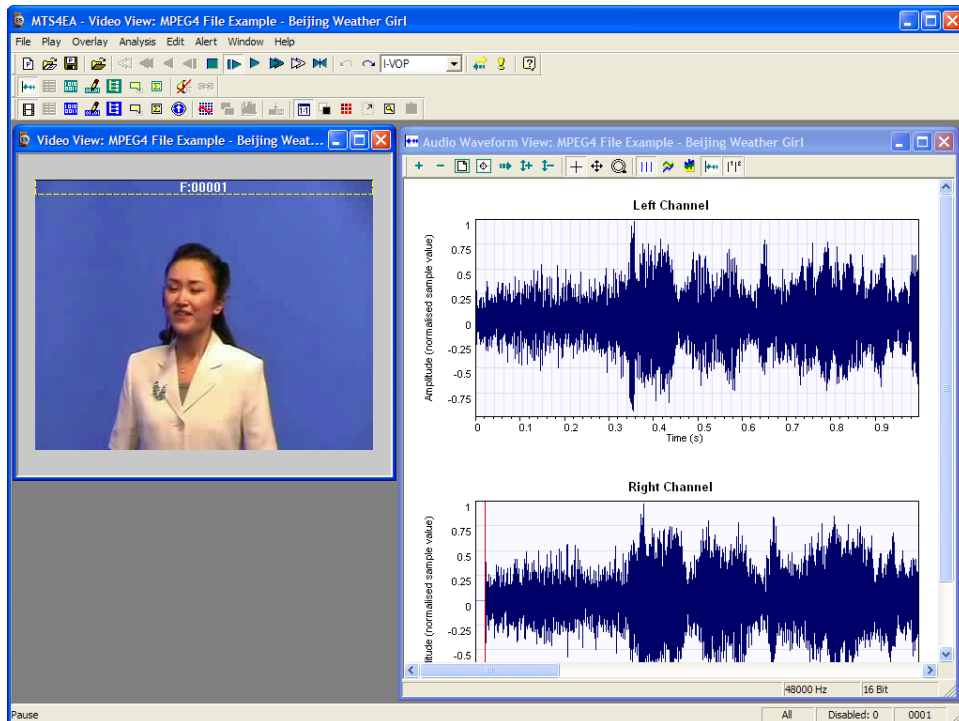 MTS4EA - Video View: MPEG4 File Example - Beijing Weather Girl
File Play Overlay Analysis Edit Alert Window Help
I-VOP
Video View: MPEG4 File Example - Beijing Weat...
F:00001
Audio Waveform View: MPEG4 File Example - Beijing Weather Girl
Left Channel
Amplitude (normalised sample value)
1
0.75
0.5
0.25
0
-0.25
-0.5
-0.75
0 0.1 0.2 0.3 0.4 0.5 0.6 0.7 0.8 0.9
Time (s)
Right Channel
litude (normalised sample value)
1
0.75
0.5
0.25
0
-0.25
-0.5
48000 Hz 16 Bit
Pause All Disabled: 0 0001